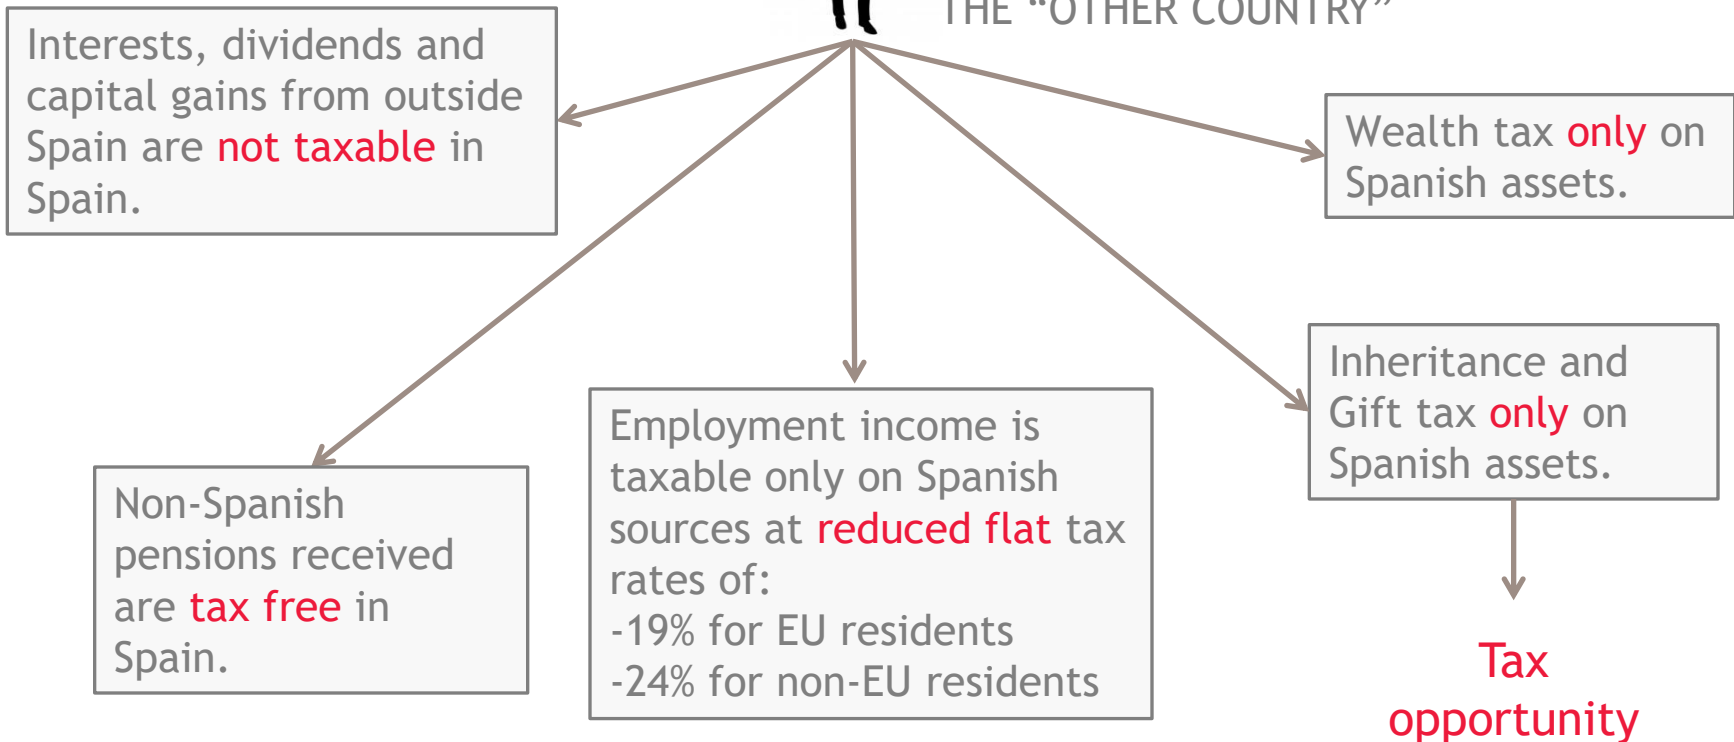 THE “OTHER COUNTRY”
Interests, dividends and
capital gains from outside
Spain are not taxable in
Spain.
Wealth tax only on
Spanish assets.
Inheritance and
Gift tax only on
Spanish assets.
Employment income is
taxable only on Spanish
sources at reduced flat tax
rates of:
-19% for EU residents
-24% for non-EU residents
Non-Spanish
pensions received
are tax free in
Spain.
Tax
opportunity